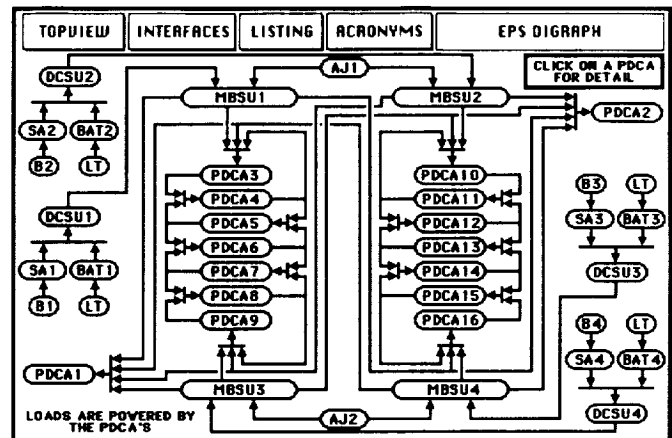 TOPVIEW
INTERFACES
LISTING
ACRONYMS
EPS DIGRAPH
DCSU2
AJ1
CLICK ON A PDCA
FOR DETAIL
MBSU1
MBSU2
PDCA2
SA2
BAT2
B2
LT
PDCA3
PDCA10
B3
LT
PDCA4
PDCA11
DCSU1
PDCA5
PDCA12
SA3
BAT3
PDCA6
PDCA13
SA1
BAT1
PDCA7
PDCA14
DCSU3
PDCA8
PDCA15
B1
LT
PDCA9
PDCA16
B4
LT
SA4
BAT4
PDCA1
MBSU3
MBSU4
LOADS ARE POWERED BY
THE PDCA'S
AJ2
DCSU4